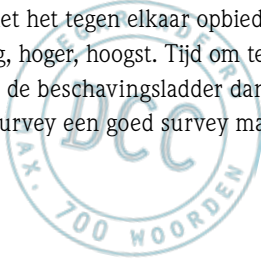 et het tegen elkaar opbied
g, hoger, hoogst. Tijd om te
de beschavingsladder dan
urvey een goed survey ma
DCC
MAX. 700 WOORDEN